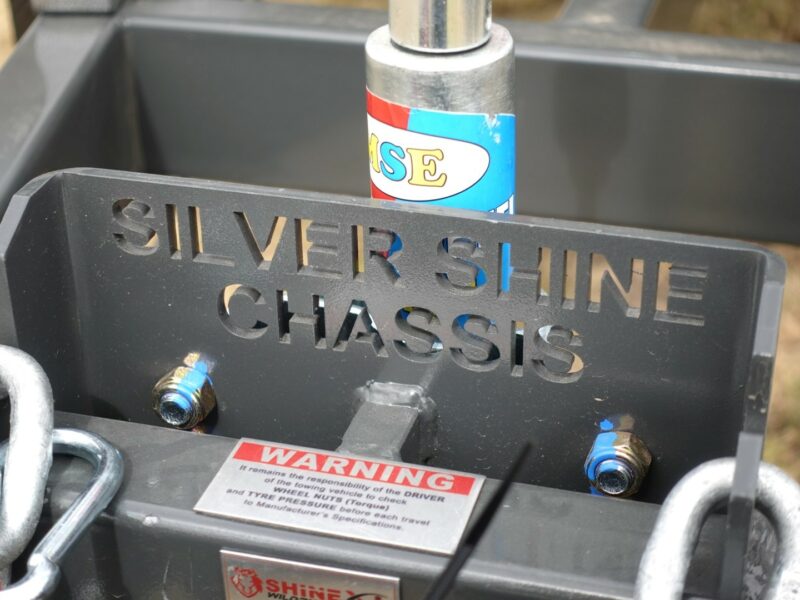 MSE
SILVER SHINE
CHASSIS
WARNING
It remains the responsibility of the DRIVER
of the towing vehicle to check
WHEEL NUTS (Torque)
and TYRE PRESSURE before each travel
to Manufacturer's Specifications.
SHiNE